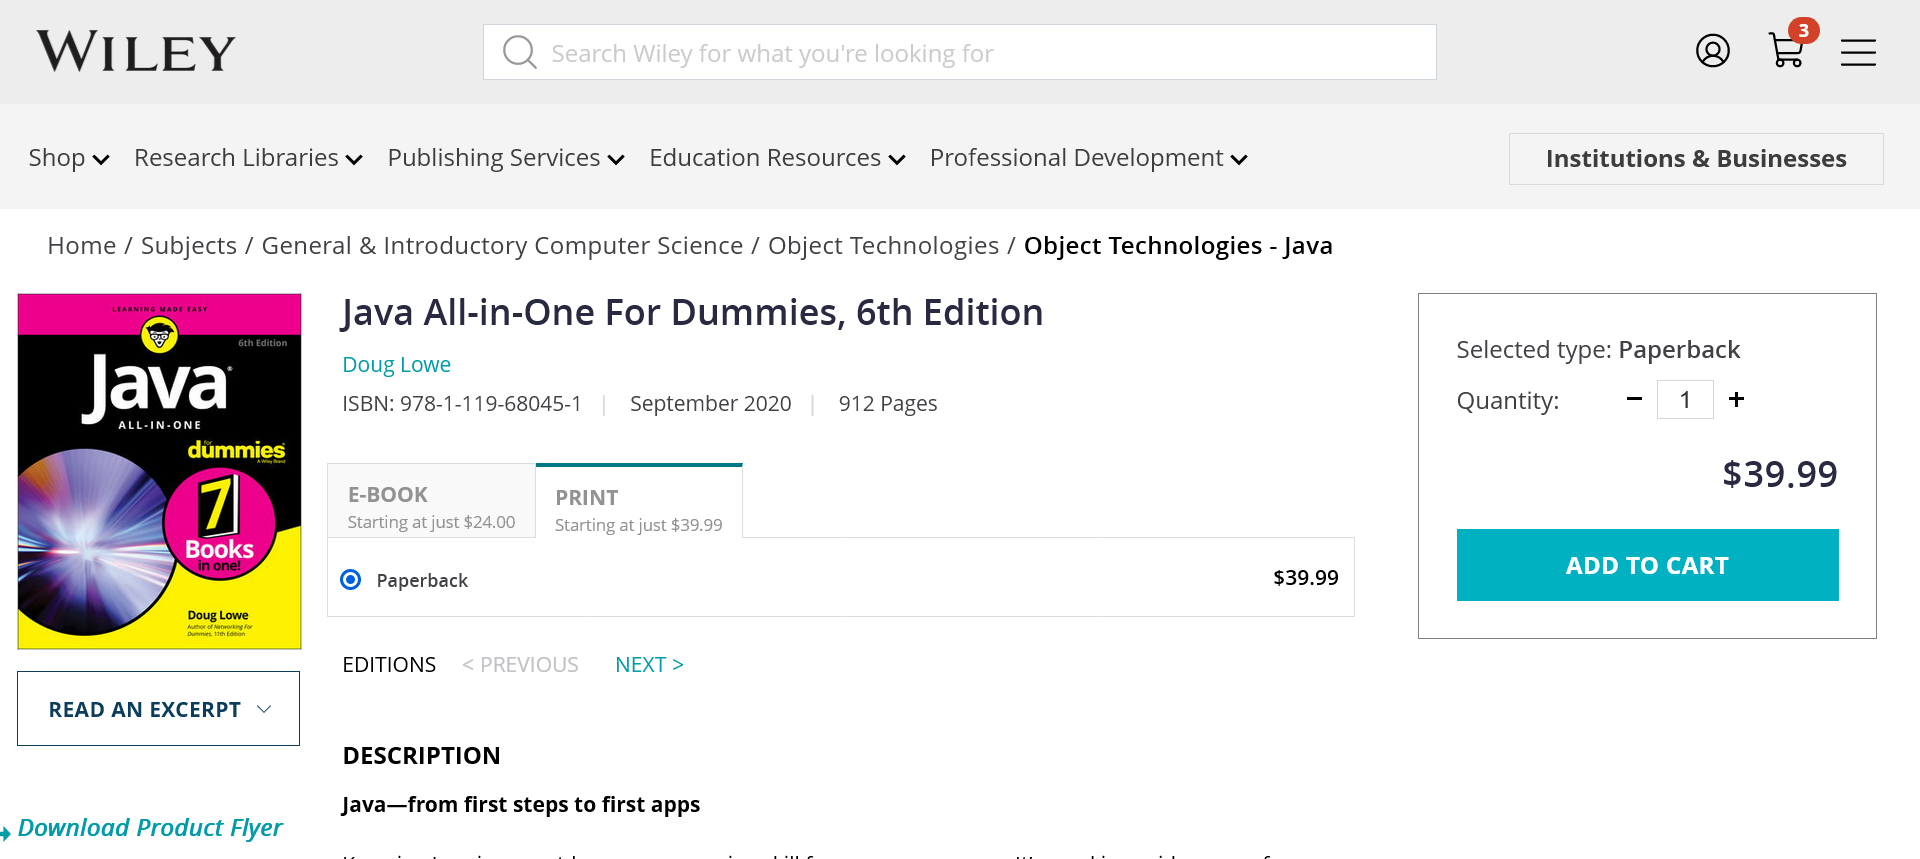 WILEY
Search Wiley for what you're looking for
3
Shop
Research Libraries
Publishing Services
Education Resources
Professional Development
Institutions & Businesses
Home / Subjects / General & Introductory Computer Science / Object Technologies / Object Technologies - Java
LEARNING MADE EASY
6th Edition
Java®
ALL-IN-ONE
for
dummies®
A Wiley Brand
7
Books
in one!
Doug Lowe
Author of Networking For
Dummies, 11th Edition
READ AN EXCERPT
Download Product Flyer
Java All-in-One For Dummies, 6th Edition
Doug Lowe
ISBN: 978-1-119-68045-1 | September 2020 | 912 Pages
E-BOOK
Starting at just $24.00
PRINT
Starting at just $39.99
Paperback
$39.99
EDITIONS < PREVIOUS NEXT >
DESCRIPTION
Java—from first steps to first apps
Selected type: Paperback
Quantity: − 1 +
$39.99
ADD TO CART